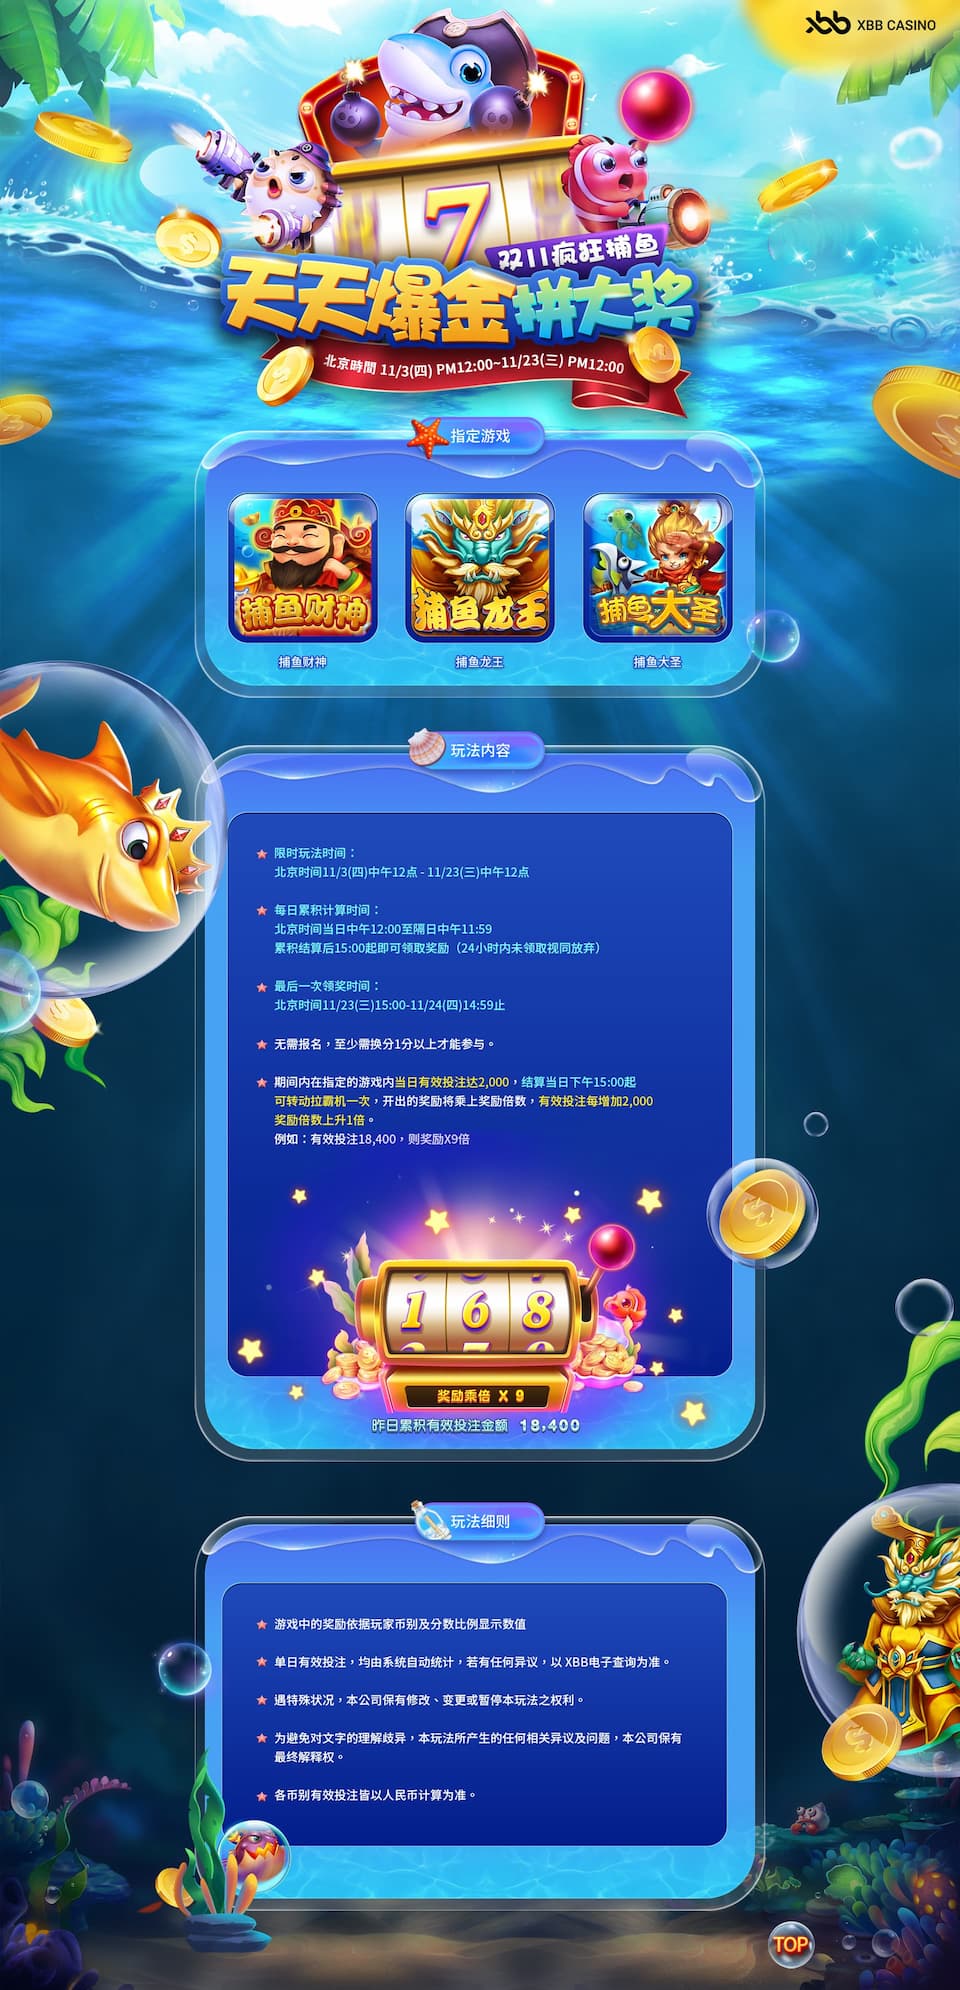 xbb XBB CASINO
7
双11疯狂捕鱼
天天爆金拼大奖
北京時間 11/3(四) PM12:00~11/23(三) PM12:00
指定游戏
捕鱼财神 捕鱼龙王 捕鱼大圣
捕鱼财神 捕鱼龙王 捕鱼大圣
玩法内容
限时玩法时间：
北京时间11/3(四)中午12点 - 11/23(三)中午12点
每日累积计算时间：
北京时间当日中午12:00至隔日中午11:59
累积结算后15:00起即可领取奖励（24小时内未领取视同放弃）
最后一次领奖时间：
北京时间11/23(三)15:00-11/24(四)14:59止
无需报名，至少需换分1分以上才能参与。
期间内在指定的游戏内当日有效投注达2,000，结算当日下午15:00起
可转动拉霸机一次，开出的奖励将乘上奖励倍数，有效投注每增加2,000
奖励倍数上升1倍。
例如：有效投注18,400，则奖励X9倍
1 6 8
奖励乘倍 X 9
昨日累积有效投注金额 18,400
玩法细则
游戏中的奖励依据玩家币别及分数比例显示数值
单日有效投注，均由系统自动统计，若有任何异议，以 XBB电子查询为准。
遇特殊状况，本公司保有修改、变更或暂停本玩法之权利。
为避免对文字的理解歧异，本玩法所产生的任何相关异议及问题，本公司保有
最终解释权。
各币别有效投注皆以人民币计算为准。
TOP